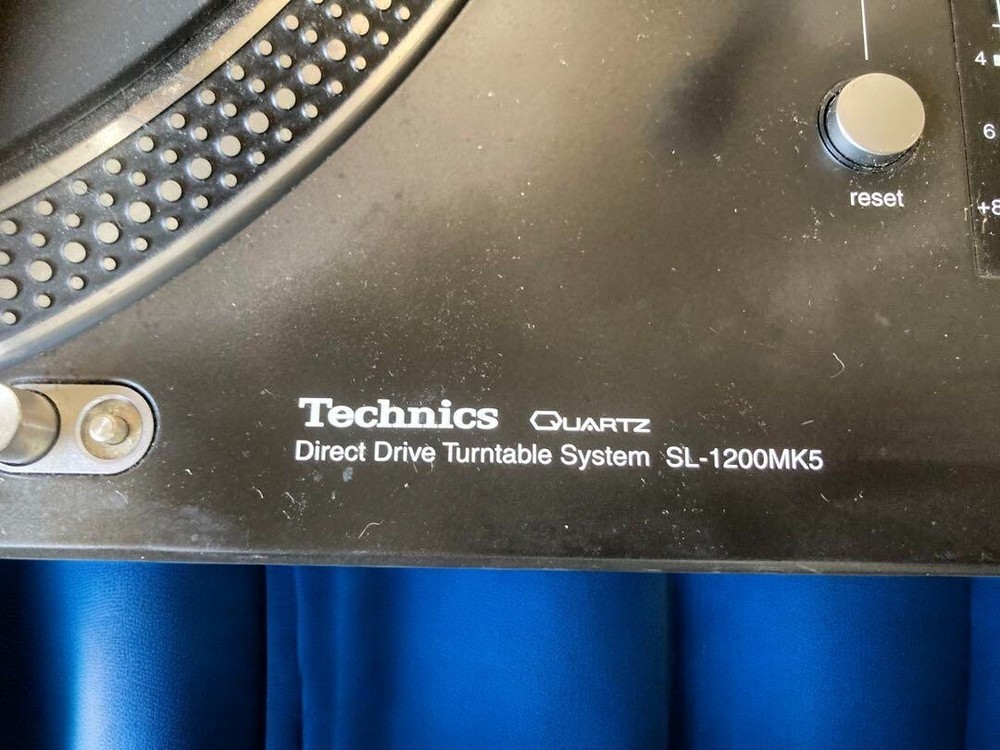 4
6
+8
reset
Technics QUARTZ
Direct Drive Turntable System SL-1200MK5